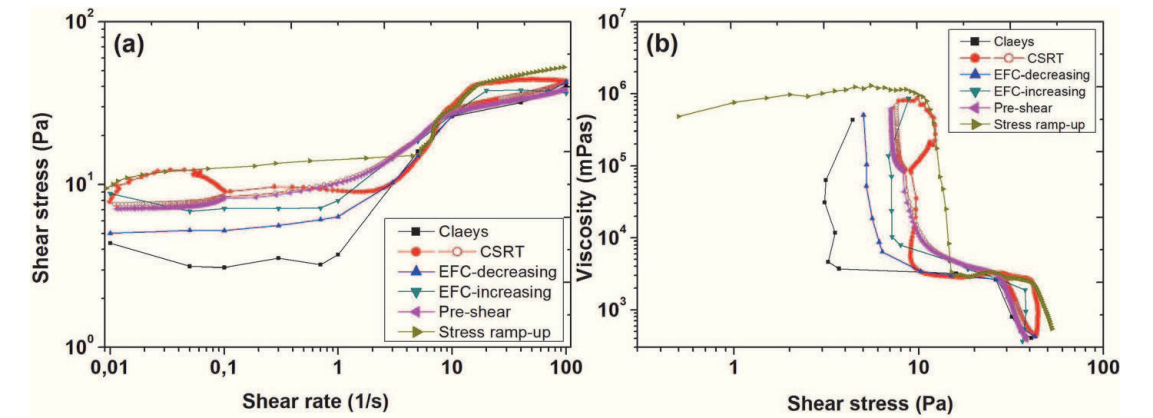 (a)
10²
10¹
10⁰
Shear stress (Pa)
0,01
0,1
1
10
100
Shear rate (1/s)
Claeys
CSRT
EFC-decreasing
EFC-increasing
Pre-shear
Stress ramp-up
(b)
10⁷
10⁶
10⁵
10⁴
10³
Viscosity (mPas)
1
10
100
Shear stress (Pa)
Claeys
CSRT
EFC-decreasing
EFC-increasing
Pre-shear
Stress ramp-up